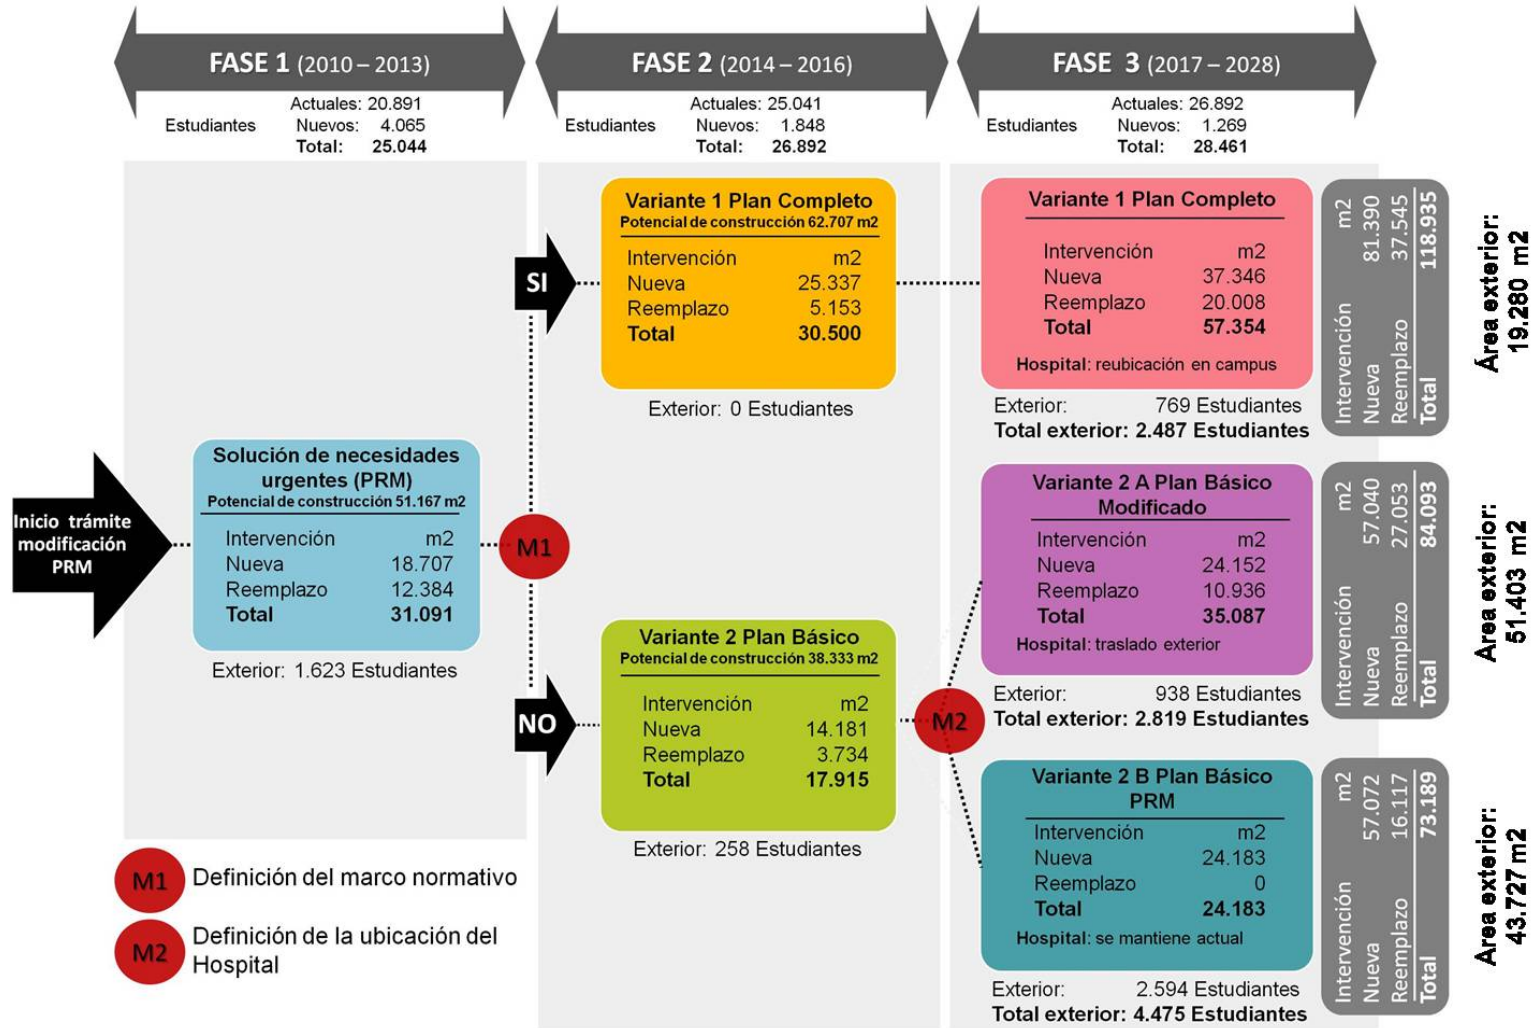 FASE 1 (2010 – 2013)
Actuales: 20.891
Estudiantes Nuevos: 4.065
Total: 25.044
FASE 2 (2014 – 2016)
Actuales: 25.041
Estudiantes Nuevos: 1.848
Total: 26.892
FASE 3 (2017 – 2028)
Actuales: 26.892
Estudiantes Nuevos: 1.269
Total: 28.461
Inicio trámite
modificación
PRM
Solución de necesidades
urgentes (PRM)
Potencial de construcción 51.167 m2
Intervención m2
Nueva 18.707
Reemplazo 12.384
Total 31.091
Exterior: 1.623 Estudiantes
M1
SI
NO
Variante 1 Plan Completo
Potencial de construcción 62.707 m2
Intervención m2
Nueva 25.337
Reemplazo 5.153
Total 30.500
Exterior: 0 Estudiantes
Variante 2 Plan Básico
Potencial de construcción 38.333 m2
Intervención m2
Nueva 14.181
Reemplazo 3.734
Total 17.915
Exterior: 258 Estudiantes
M2
Variante 1 Plan Completo
Intervención m2
Nueva 37.346
Reemplazo 20.008
Total 57.354
Hospital: reubicación en campus
Exterior: 769 Estudiantes
Total exterior: 2.487 Estudiantes
Intervención m2
Nueva 81.390
Reemplazo 37.545
Total 118.935
Área exterior:
19.280 m2
Variante 2 A Plan Básico
Modificado
Intervención m2
Nueva 24.152
Reemplazo 10.936
Total 35.087
Hospital: traslado exterior
Exterior: 938 Estudiantes
Total exterior: 2.819 Estudiantes
Intervención m2
Nueva 57.040
Reemplazo 27.053
Total 84.093
Área exterior:
51.403 m2
Variante 2 B Plan Básico
PRM
Intervención m2
Nueva 24.183
Reemplazo 0
Total 24.183
Hospital: se mantiene actual
Exterior: 2.594 Estudiantes
Total exterior: 4.475 Estudiantes
Intervención m2
Nueva 57.072
Reemplazo 16.117
Total 73.189
Área exterior:
43.727 m2
M1 Definición del marco normativo
M2 Definición de la ubicación del
Hospital